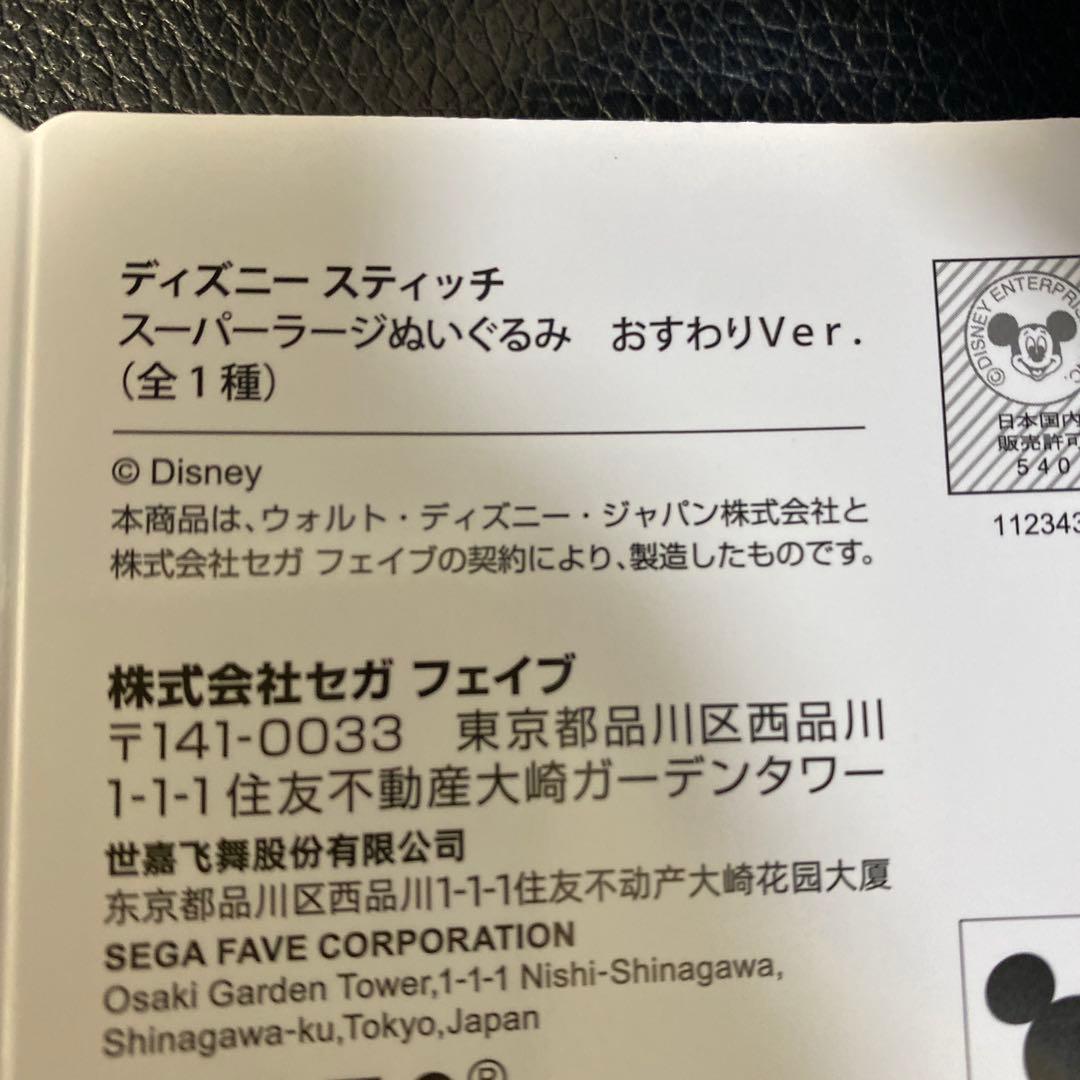 ディズニー スティッチ
スーパーラージぬいぐるみ　おすわりVer.
（全1種）
© Disney
本商品は、ウォルト・ディズニー・ジャパン株式会社と
株式会社セガ フェイブの契約により、製造したものです。
株式会社セガ フェイブ
〒141-0033　東京都品川区西品川
1-1-1 住友不動産大崎ガーデンタワー
世嘉飞舞股份有限公司
东京都品川区西品川1-1-1住友不动产大崎花园大厦
SEGA FAVE CORPORATION
Osaki Garden Tower,1-1-1 Nishi-Shinagawa,
Shinagawa-ku,Tokyo,Japan
®
©DISNEY ENTERPRI
日本国内
販売許可
540
112343